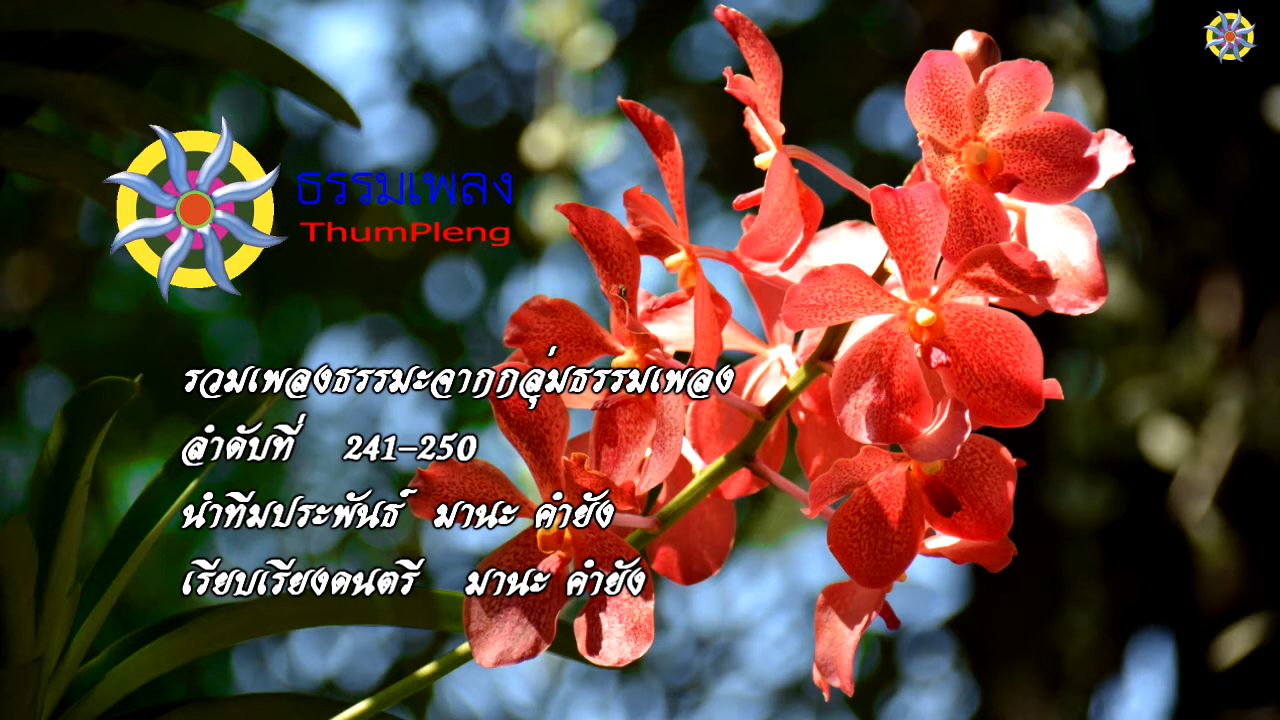 ธรรมเพลง
ThumPleng
รวมเพลงธรรมะจากกลุ่มธรรมเพลง
ลำดับที่ 241-250
นำทีมประพันธ์ มานะ คำยัง
เรียบเรียงดนตรี มานะ คำยัง